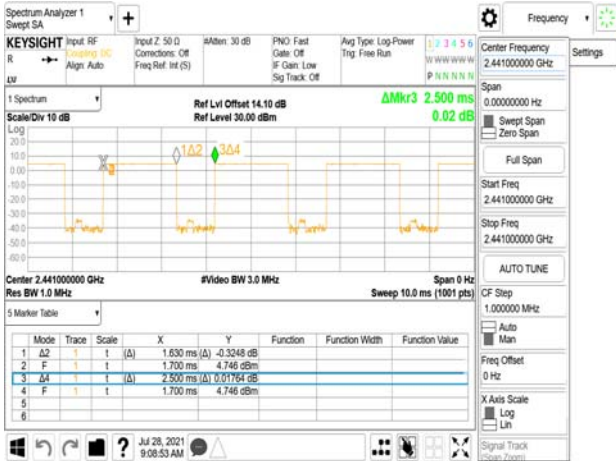 Spectrum Analyzer 1
Swept SA
+
Frequency
KEYSIGHT
Input: RF
Coupling: DC
Align: Auto
Input Z: 50 Ω
Corrections: Off
Freq Ref: Int (S)
#Atten: 30 dB
PNO: Fast
Gate: Off
IF Gain: Low
Sig Track: Off
Avg Type: Log-Power
Trig: Free Run
1 2 3 4 5 6
W W W W W W
P N N N N N
R
LU
Center Frequency
2.441000000 GHz
Settings
1 Spectrum
Scale/Div 10 dB
Ref Lvl Offset 14.10 dB
Ref Level 30.00 dBm
ΔMkr3 2.500 ms
0.02 dB
Log
20.0
10.0
0.00
-10.0
-20.0
-30.0
-40.0
-50.0
-60.0
1Δ2
3Δ4
Center 2.441000000 GHz
Res BW 1.0 MHz
#Video BW 3.0 MHz
Span 0 Hz
Sweep 10.0 ms (1001 pts)
Span
0.00000000 Hz
Swept Span
Zero Span
Full Span
Start Freq
2.441000000 GHz
Stop Freq
2.441000000 GHz
AUTO TUNE
CF Step
1.000000 MHz
Auto
Man
Freq Offset
0 Hz
X Axis Scale
Log
Lin
Signal Track
(Span Zoom)
5 Marker Table
Mode Trace Scale X Y Function Function Width Function Value
1 Δ2 1 t (Δ) 1.630 ms (Δ) -0.3248 dB
2 F 1 t 1.700 ms 4.746 dBm
3 Δ4 1 t (Δ) 2.500 ms (Δ) 0.01764 dB
4 F 1 t 1.700 ms 4.746 dBm
5
6
?
Jul 28, 2021
9:08:53 AM